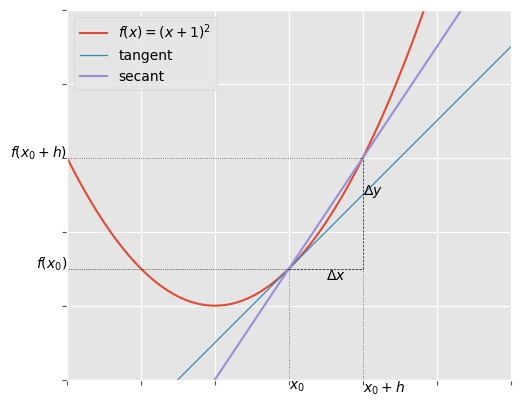 f(x) = (x + 1)²
tangent
secant
f(x₀ + h)
Δy
f(x₀)
Δx
x₀
x₀ + h